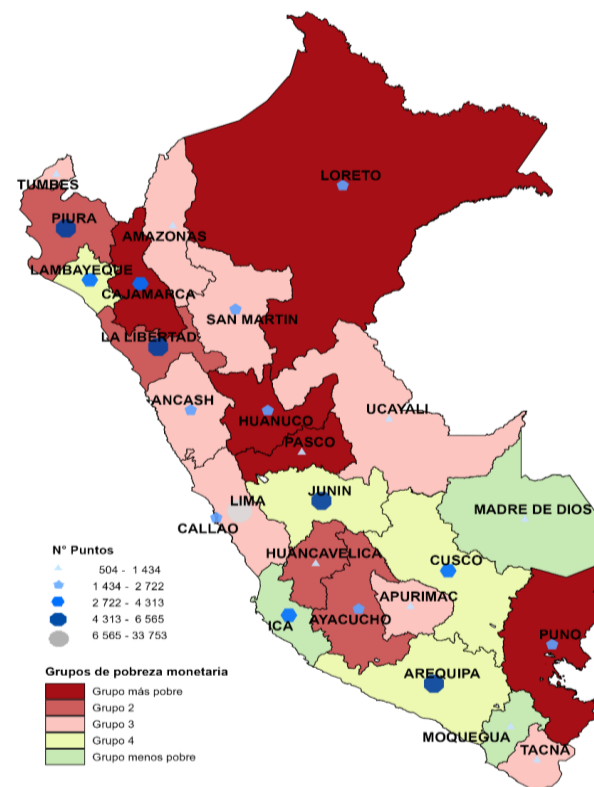 LORETO
TUMBES
PIURA
AMAZONAS
LAMBAYEQUE
CAJAMARCA
SAN MARTIN
LA LIBERTAD
ANCASH
UCAYALI
HUANUCO
PASCO
LIMA
JUNIN
MADRE DE DIOS
CALLAO
HUANCAVELICA
CUSCO
APURIMAC
ICA
AYACUCHO
PUNO
AREQUIPA
MOQUEGUA
TACNA
N° Puntos
504 - 1 434
1 434 - 2 722
2 722 - 4 313
4 313 - 6 565
6 565 - 33 753
Grupos de pobreza monetaria
Grupo más pobre
Grupo 2
Grupo 3
Grupo 4
Grupo menos pobre